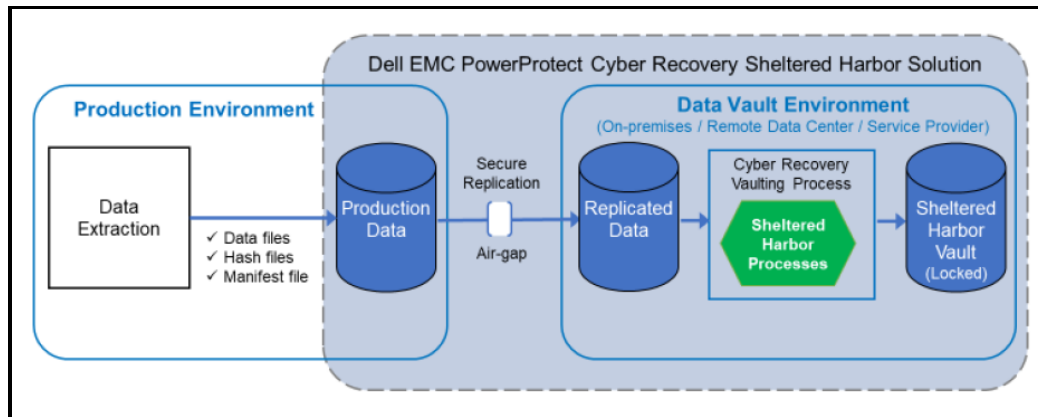 Dell EMC PowerProtect Cyber Recovery Sheltered Harbor Solution
Production Environment
Data
Extraction
✓ Data files
✓ Hash files
✓ Manifest file
Production
Data
Secure
Replication
Air-gap
Data Vault Environment
(On-premises / Remote Data Center / Service Provider)
Replicated
Data
Cyber Recovery
Vaulting Process
Sheltered
Harbor
Processes
Sheltered
Harbor
Vault
(Locked)